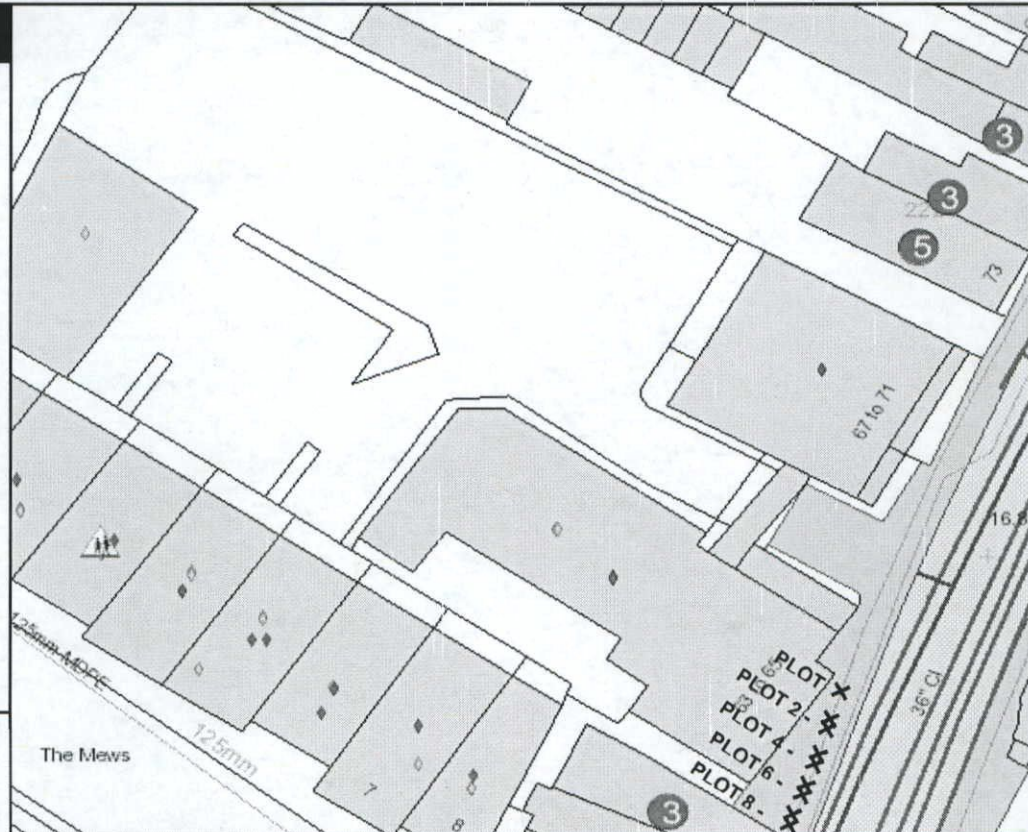 3
3
5
73
67 to 71
16.8
36" CI
PLOT
PLOT 2 -
PLOT 4 -
PLOT 6 -
PLOT 8 -
125mm MDPE
125mm
The Mews
7
8
3